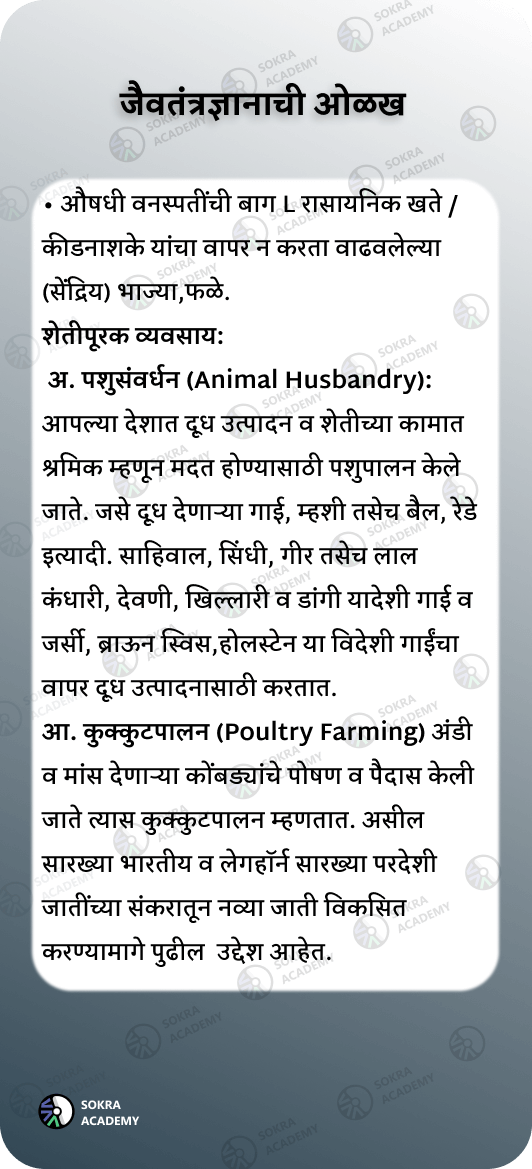 जैवतंत्रज्ञानाची ओळख
• औषधी वनस्पतींची बाग L रासायनिक खते /
कीडनाशके यांचा वापर न करता वाढवलेल्या
(सेंद्रिय) भाज्या,फळे.
शेतीपूरक व्यवसाय:
अ. पशुसंवर्धन (Animal Husbandry):
आपल्या देशात दूध उत्पादन व शेतीच्या कामात
श्रमिक म्हणून मदत होण्यासाठी पशुपालन केले
जाते. जसे दूध देणाऱ्या गाई, म्हशी तसेच बैल, रेडे
इत्यादी. साहिवाल, सिंधी, गीर तसेच लाल
कंधारी, देवणी, खिल्लारी व डांगी यादेशी गाई व
जर्सी, ब्राऊन स्विस,होलस्टेन या विदेशी गाईंचा
वापर दूध उत्पादनासाठी करतात.
आ. कुक्कुटपालन (Poultry Farming) अंडी
व मांस देणाऱ्या कोंबड्यांचे पोषण व पैदास केली
जाते त्यास कुक्कुटपालन म्हणतात. असील
सारख्या भारतीय व लेगहॉर्न सारख्या परदेशी
जातींच्या संकरातून नव्या जाती विकसित
करण्यामागे पुढील  उद्देश आहेत.
SOKRA
ACADEMY